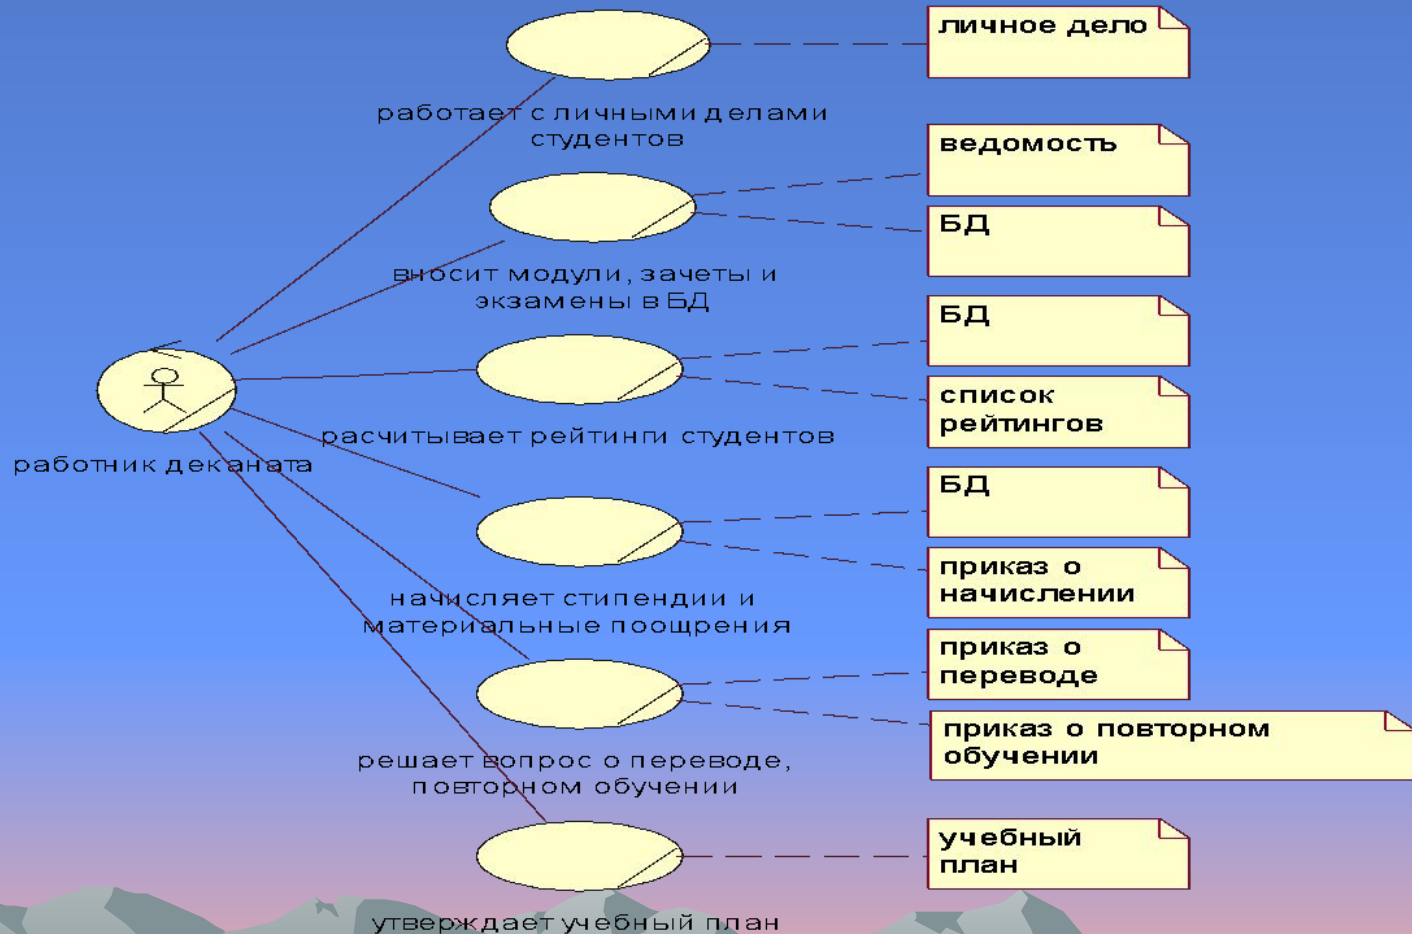 личное дело
работает с личными делами
студентов
ведомость
БД
вносит модули, зачеты и
экзамены в БД
БД
список
рейтингов
расчитывает рейтинги студентов
работник деканата
БД
приказ о
начислении
начисляет стипендии и
материальные поощрения
приказ о
переводе
приказ о повторном
обучении
решает вопрос о переводе,
повторном обучении
учебный
план
утверждает учебный план